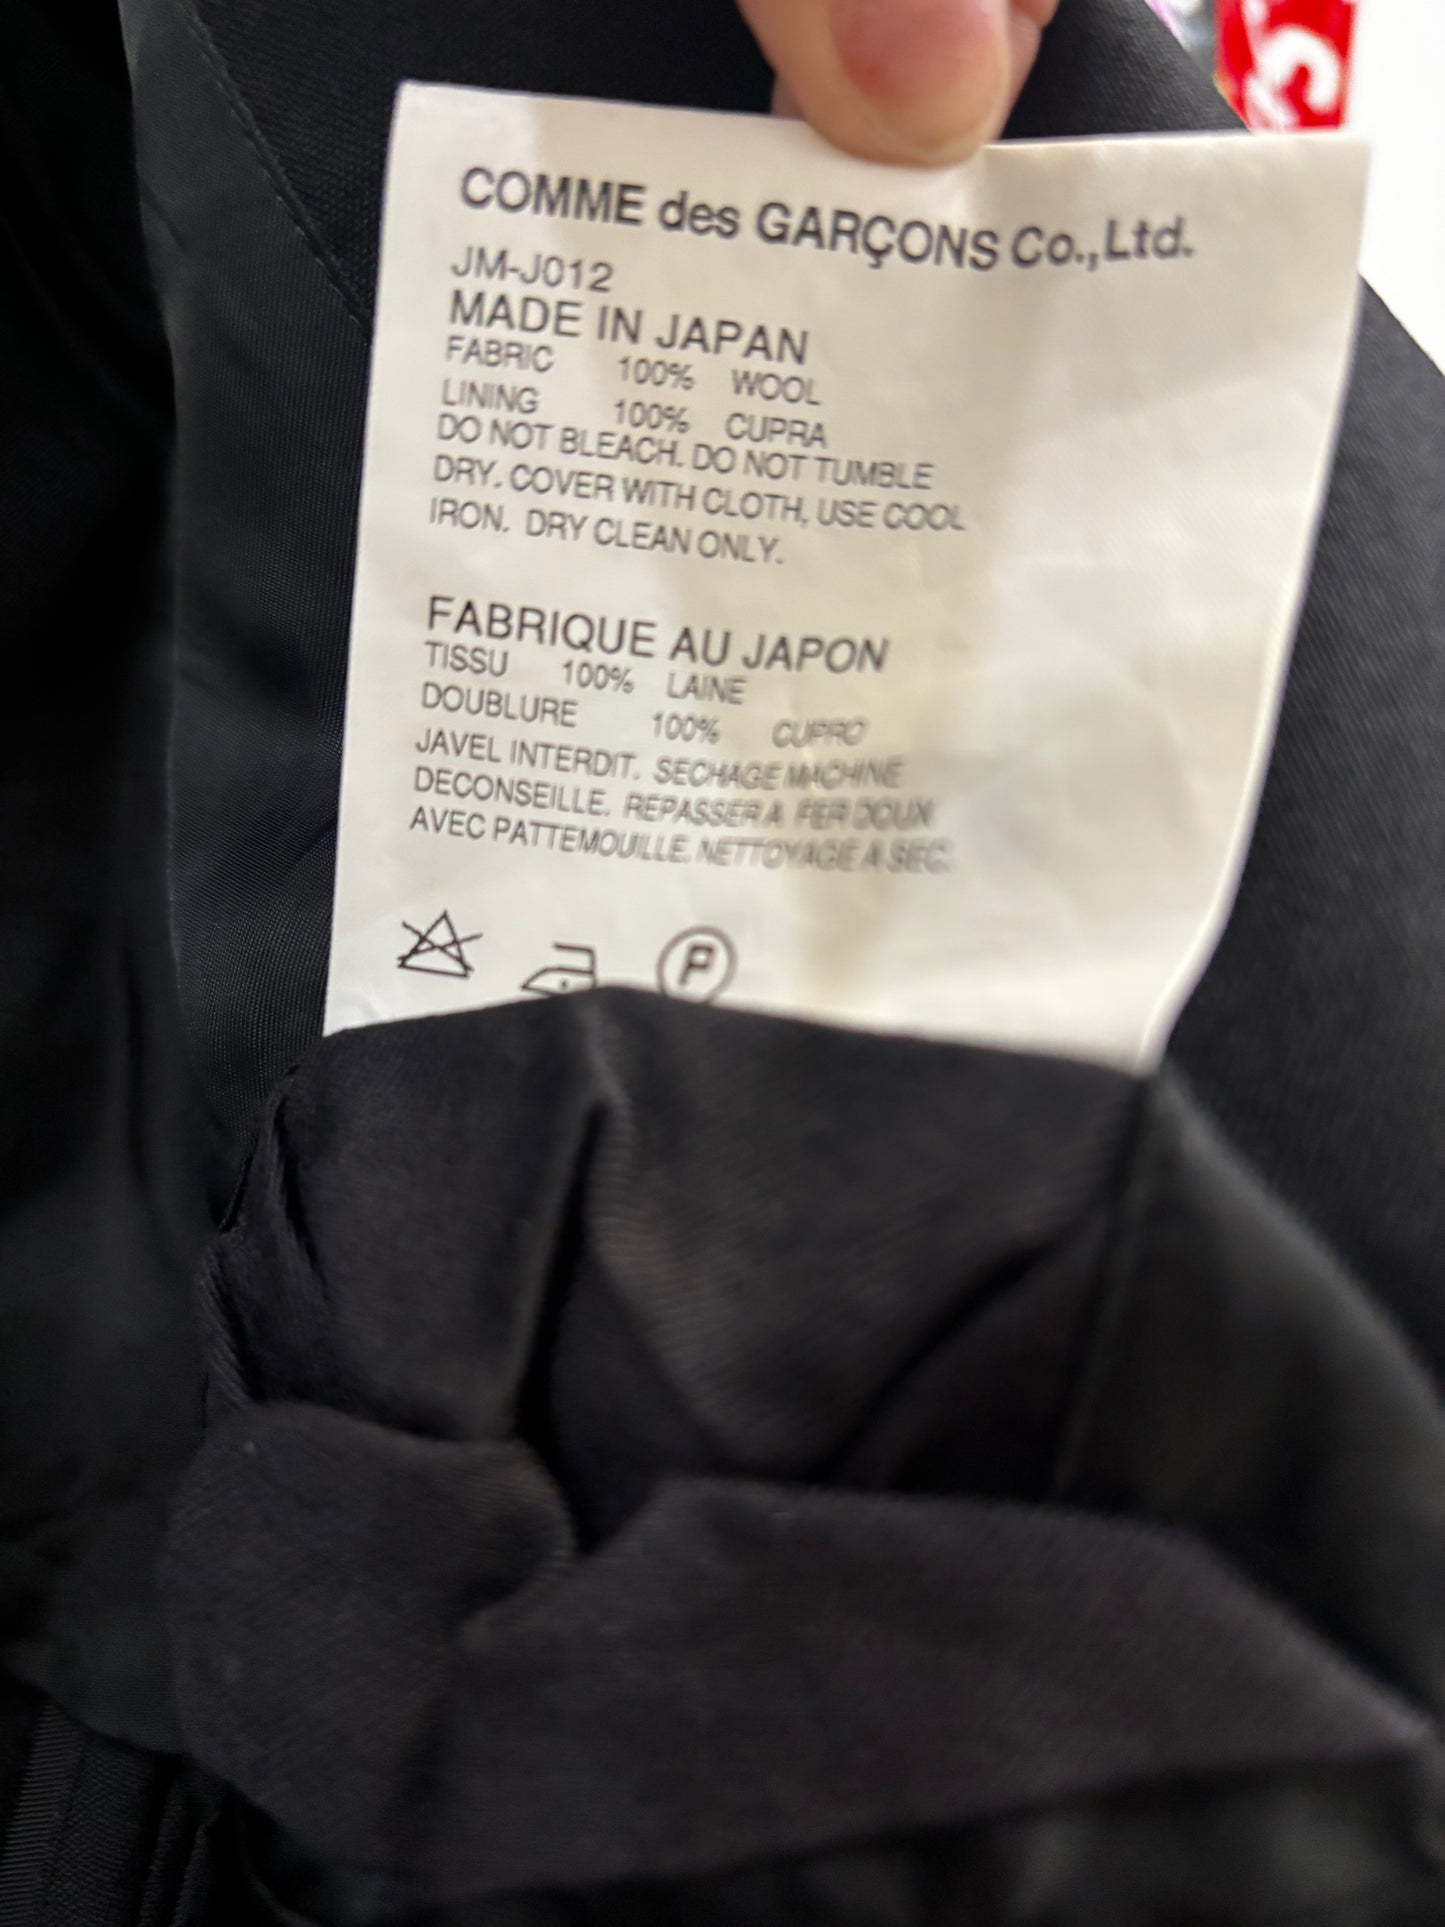 COMME des GARÇONS Co.,Ltd.
JM-J012
MADE IN JAPAN
FABRIC 100% WOOL
LINING 100% CUPRA
DO NOT BLEACH. DO NOT TUMBLE
DRY. COVER WITH CLOTH, USE COOL
IRON. DRY CLEAN ONLY.
FABRIQUE AU JAPON
TISSU 100% LAINE
DOUBLURE 100% CUPRO
JAVEL INTERDIT. SECHAGE MACHINE
DECONSEILLE. REPASSER A FER DOUX
AVEC PATTEMOUILLE. NETTOYAGE A SEC.
P